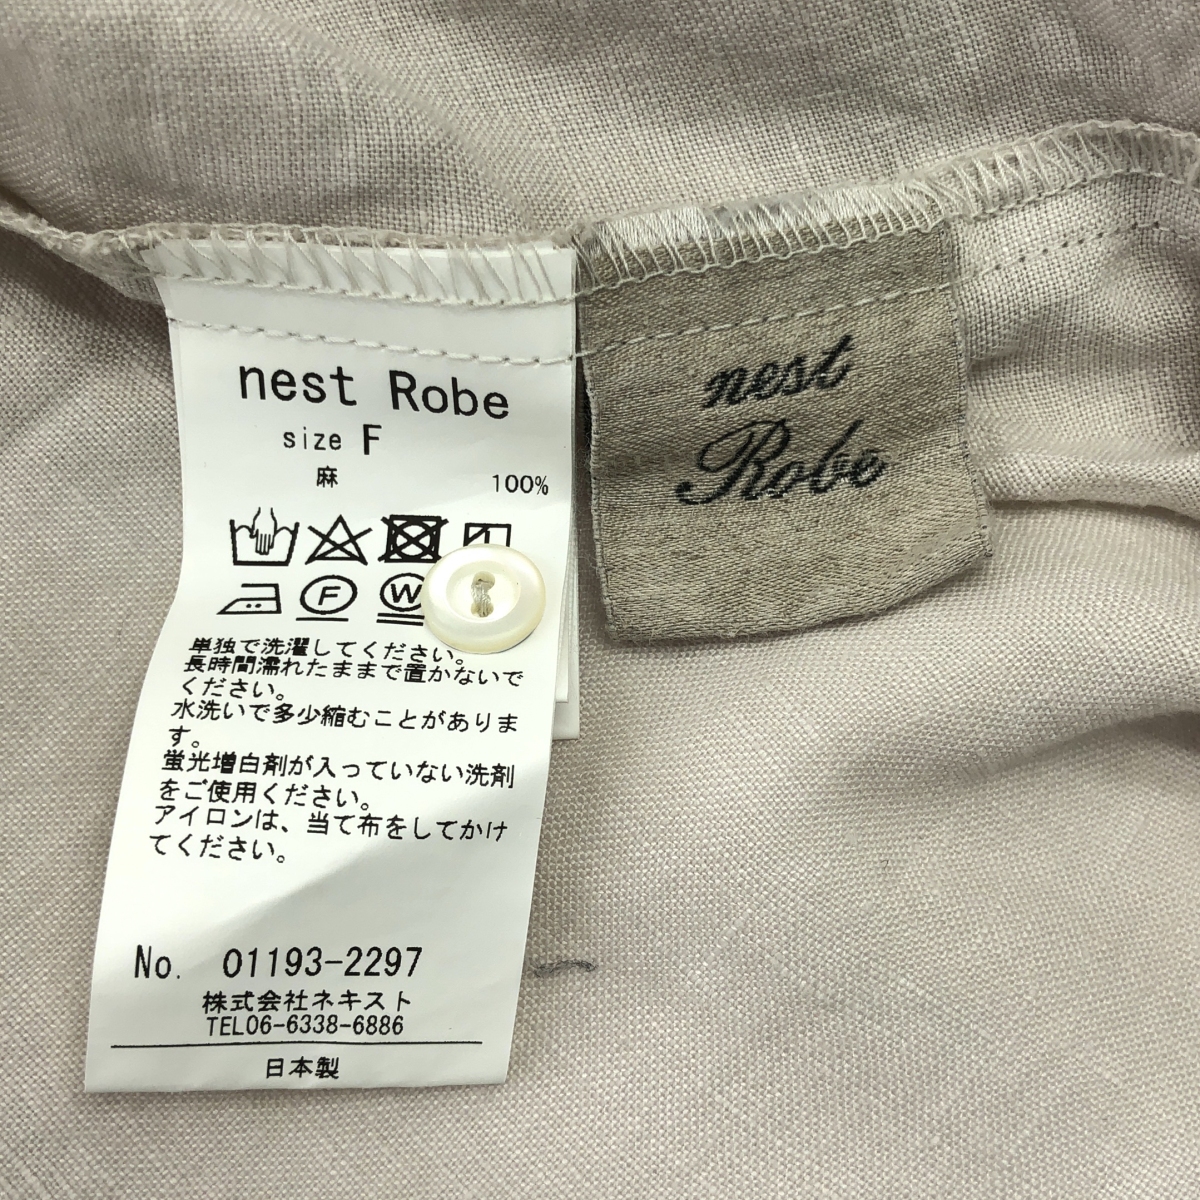 nest Robe
size F
麻 100%
F W
単独で洗濯してください。
長時間濡れたままで置かないで
ください。
水洗いで多少縮むことがありま
す。
蛍光増白剤が入っていない洗剤
をご使用ください。
アイロンは、当て布をしてかけ
てください。
No. 01193-2297
株式会社ネキスト
TEL06-6338-6886
日本製
nest
Robe